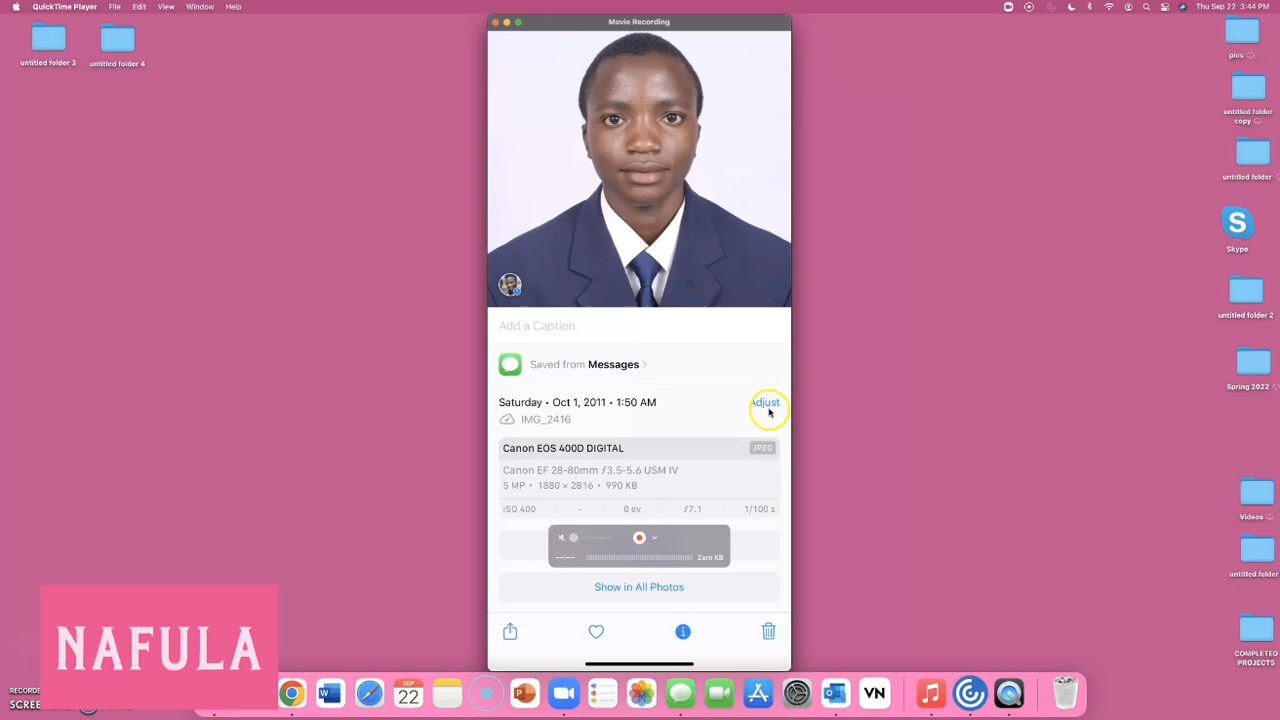 QuickTime Player File Edit View Window Help
Thu Sep 22 3:44 PM
untitled folder 3
untitled folder 4
Movie Recording
pics
untitled folder copy
untitled folder
Skype
untitled folder 2
Spring 2022
Videos
untitled folder
COMPLETED PROJECTS
Add a Caption
Saved from Messages
Saturday • Oct 1, 2011 • 1:50 AM
Adjust
IMG_2416
Canon EOS 400D DIGITAL
JPEG
Canon EF 28-80mm ƒ3.5-5.6 USM IV
5 MP • 1880 × 2816 • 990 KB
ISO 400 - 0 ev ƒ7.1 1/100 s
--:-- Zero KB
Show in All Photos
NAFULA
SEP
22
W
P
VN